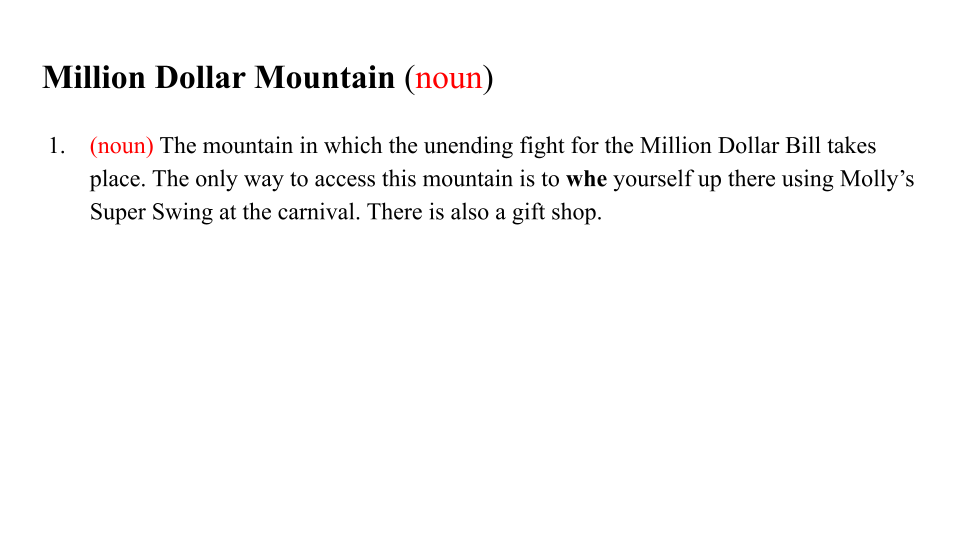 Million Dollar Mountain (noun)
1. (noun) The mountain in which the unending fight for the Million Dollar Bill takes
place. The only way to access this mountain is to whe yourself up there using Molly’s
Super Swing at the carnival. There is also a gift shop.